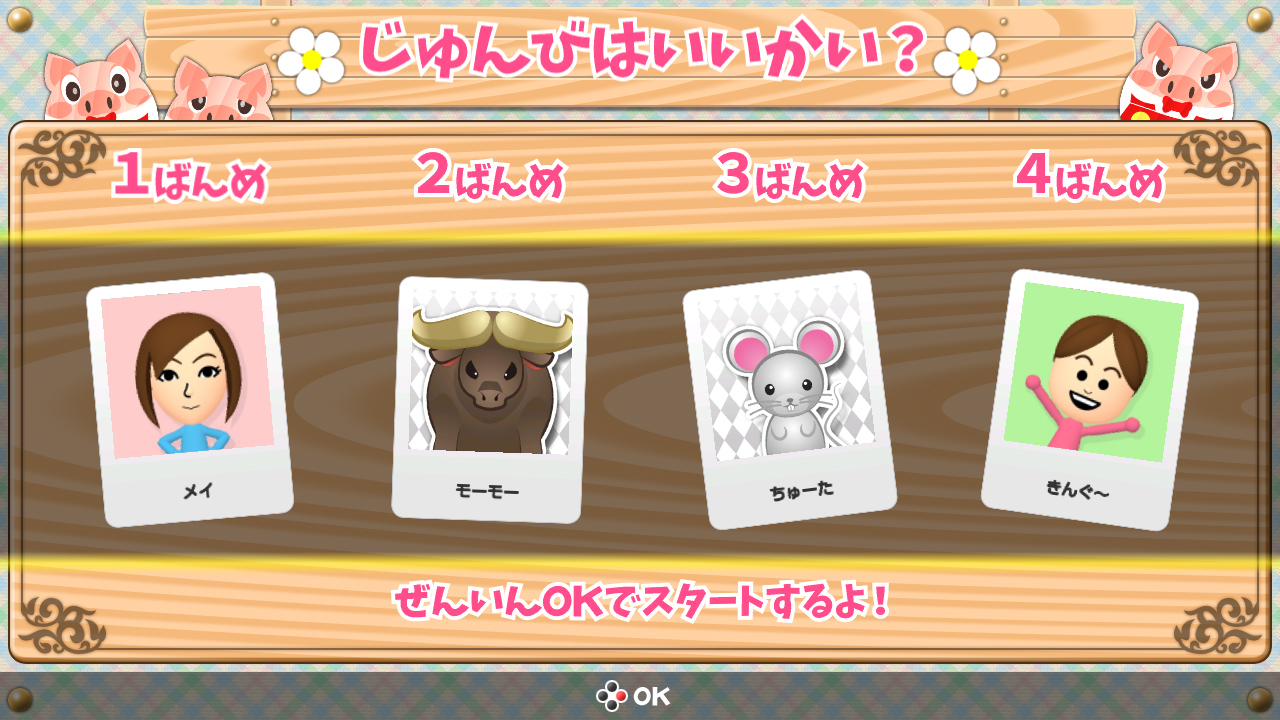 じゅんびはいいかい？
1ばんめ
2ばんめ
3ばんめ
4ばんめ
メイ
モーモー
ちゅーた
きんぐ～
ぜんいんOKでスタートするよ！
OK